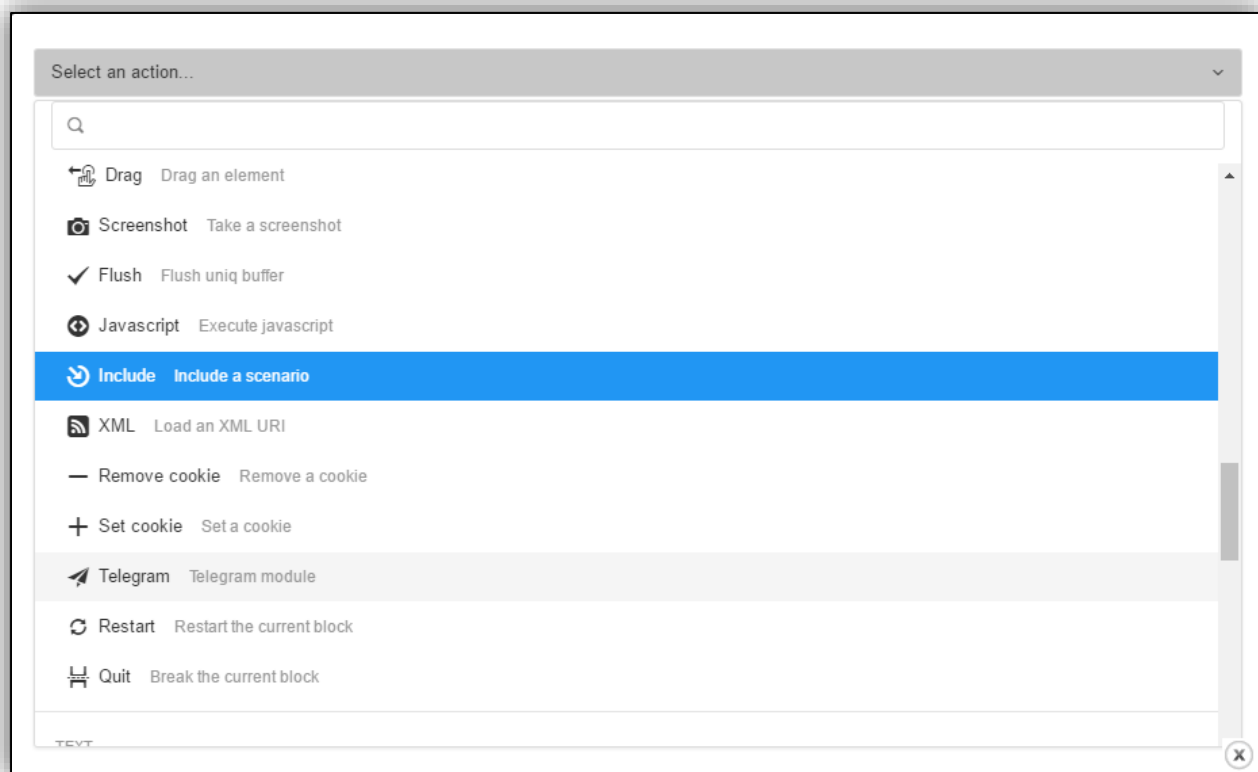 Select an action...
Drag Drag an element
Screenshot Take a screenshot
Flush Flush uniq buffer
Javascript Execute javascript
Include Include a scenario
XML Load an XML URI
Remove cookie Remove a cookie
Set cookie Set a cookie
Telegram Telegram module
Restart Restart the current block
Quit Break the current block
TEXT